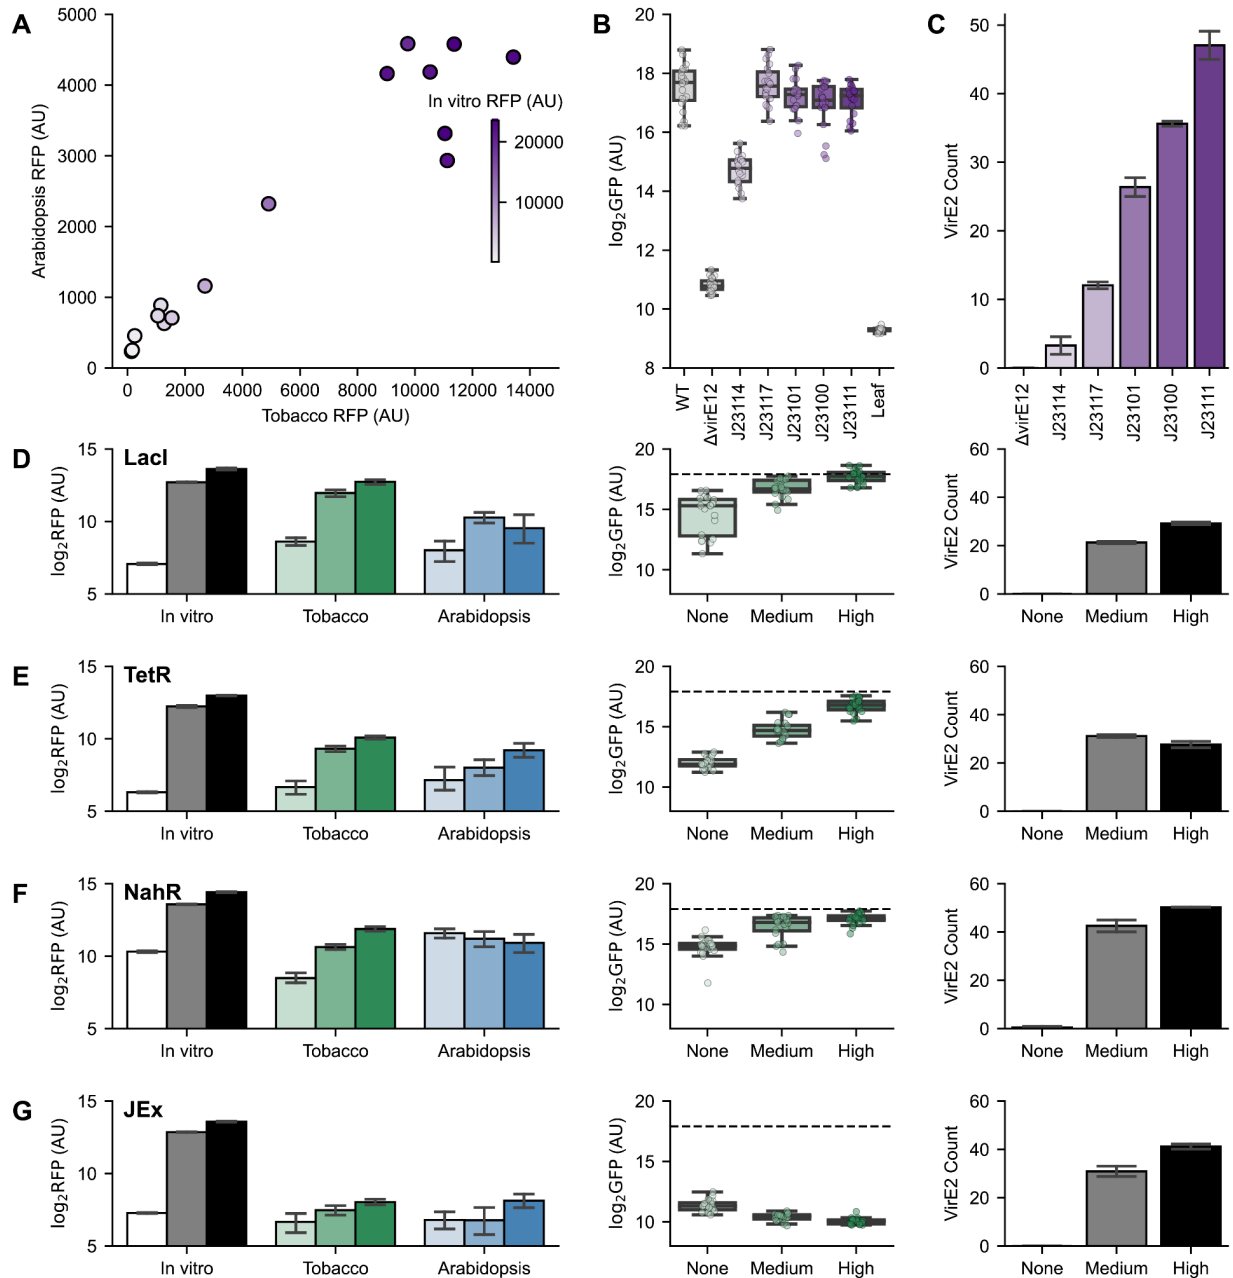 A
5000
4000
3000
2000
1000
0
Arabidopsis RFP (AU)
0
2000
4000
6000
8000
10000
12000
14000
Tobacco RFP (AU)
In vitro RFP (AU)
20000
10000
B
20
18
16
14
12
10
8
log₂GFP (AU)
WT
ΔvirE12
J23114
J23117
J23101
J23100
J23111
Leaf
C
50
40
30
20
10
0
VirE2 Count
ΔvirE12
J23114
J23117
J23101
J23100
J23111
D
LacI
15
10
5
log₂RFP (AU)
In vitro
Tobacco
Arabidopsis
20
15
10
log₂GFP (AU)
None
Medium
High
60
40
20
0
VirE2 Count
None
Medium
High
E
TetR
15
10
5
log₂RFP (AU)
In vitro
Tobacco
Arabidopsis
20
15
10
log₂GFP (AU)
None
Medium
High
60
40
20
0
VirE2 Count
None
Medium
High
F
NahR
15
10
5
log₂RFP (AU)
In vitro
Tobacco
Arabidopsis
20
15
10
log₂GFP (AU)
None
Medium
High
60
40
20
0
VirE2 Count
None
Medium
High
G
JEx
15
10
5
log₂RFP (AU)
In vitro
Tobacco
Arabidopsis
20
15
10
log₂GFP (AU)
None
Medium
High
60
40
20
0
VirE2 Count
None
Medium
High